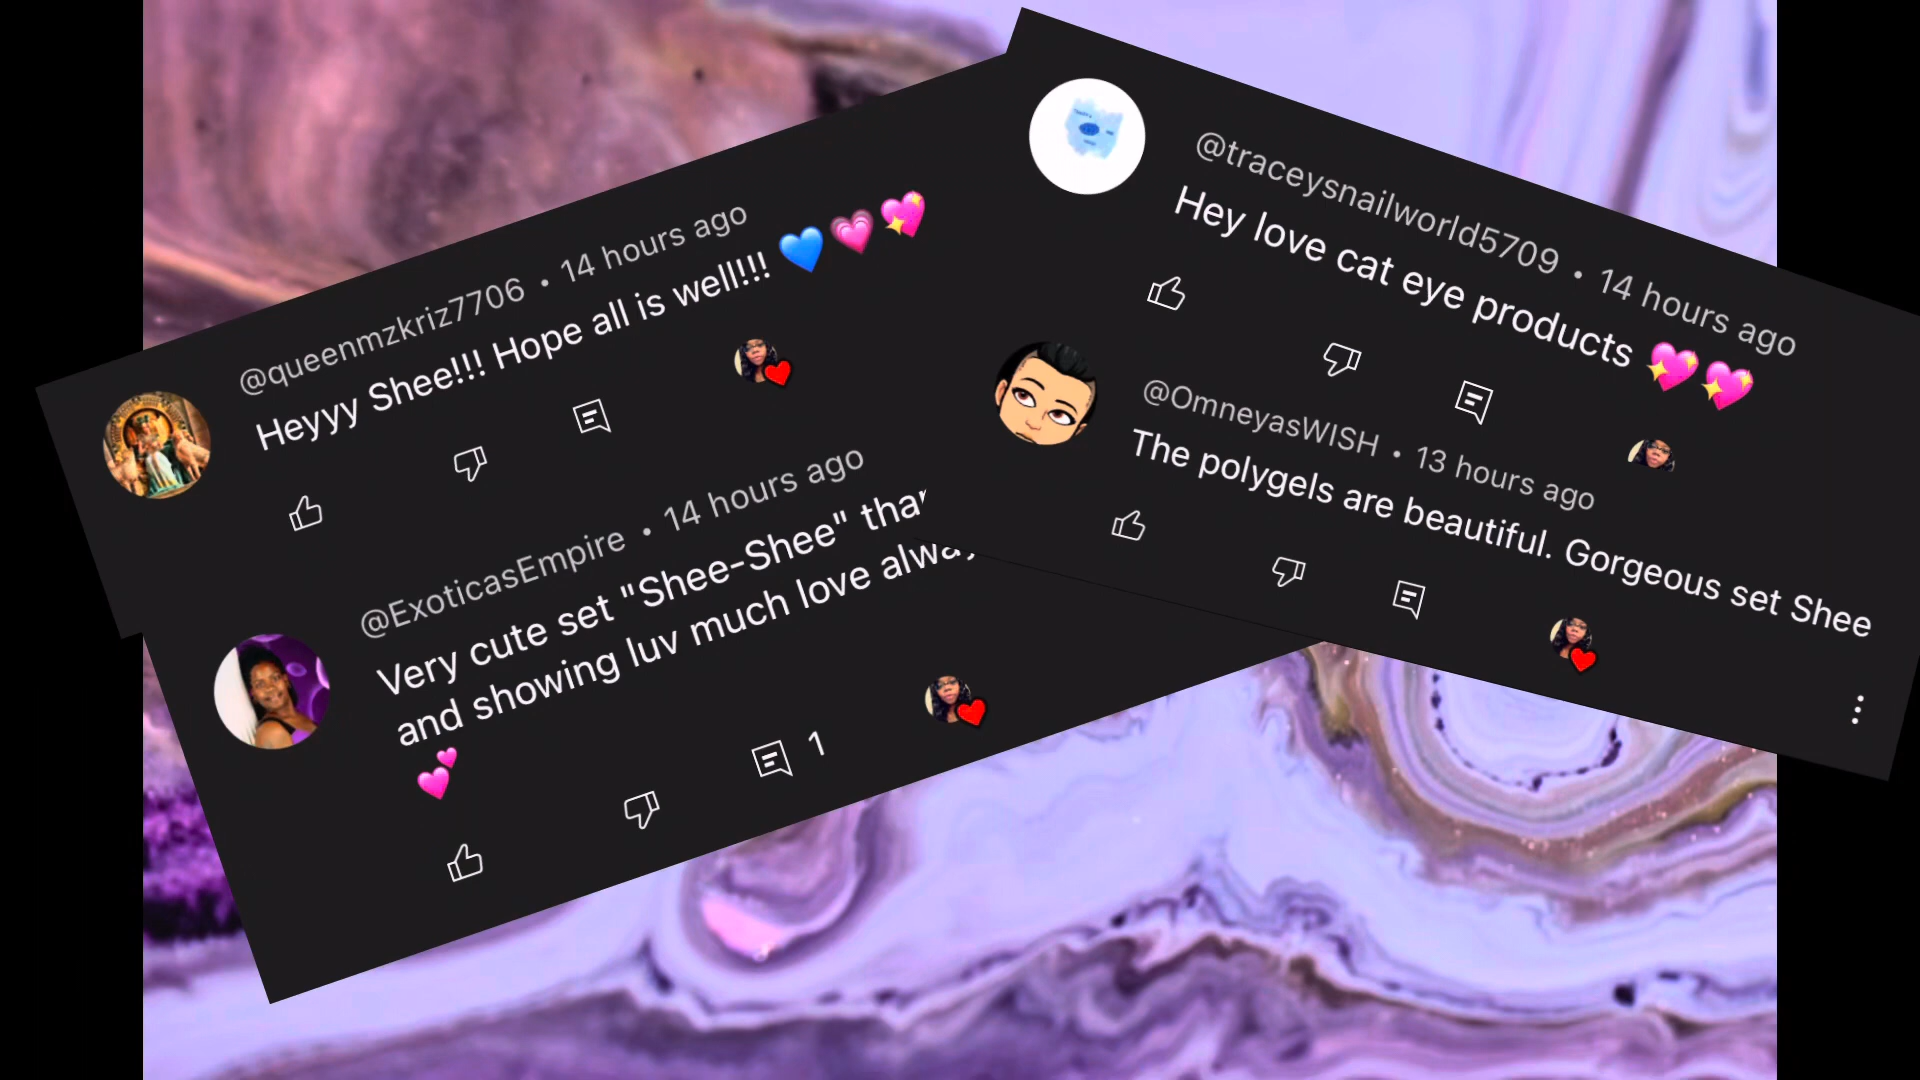 @queenmzkriz7706 • 14 hours ago
Heyyy Shee!!! Hope all is well!!! 💙💗💖
@ExoticasEmpire • 14 hours ago
Very cute set "Shee-Shee"
and showing luv much love
💕
1
@traceysnailworld5709 • 14 hours ago
Hey love cat eye products 💖💖
@OmneyasWISH • 13 hours ago
The polygels are beautiful. Gorgeous set Shee